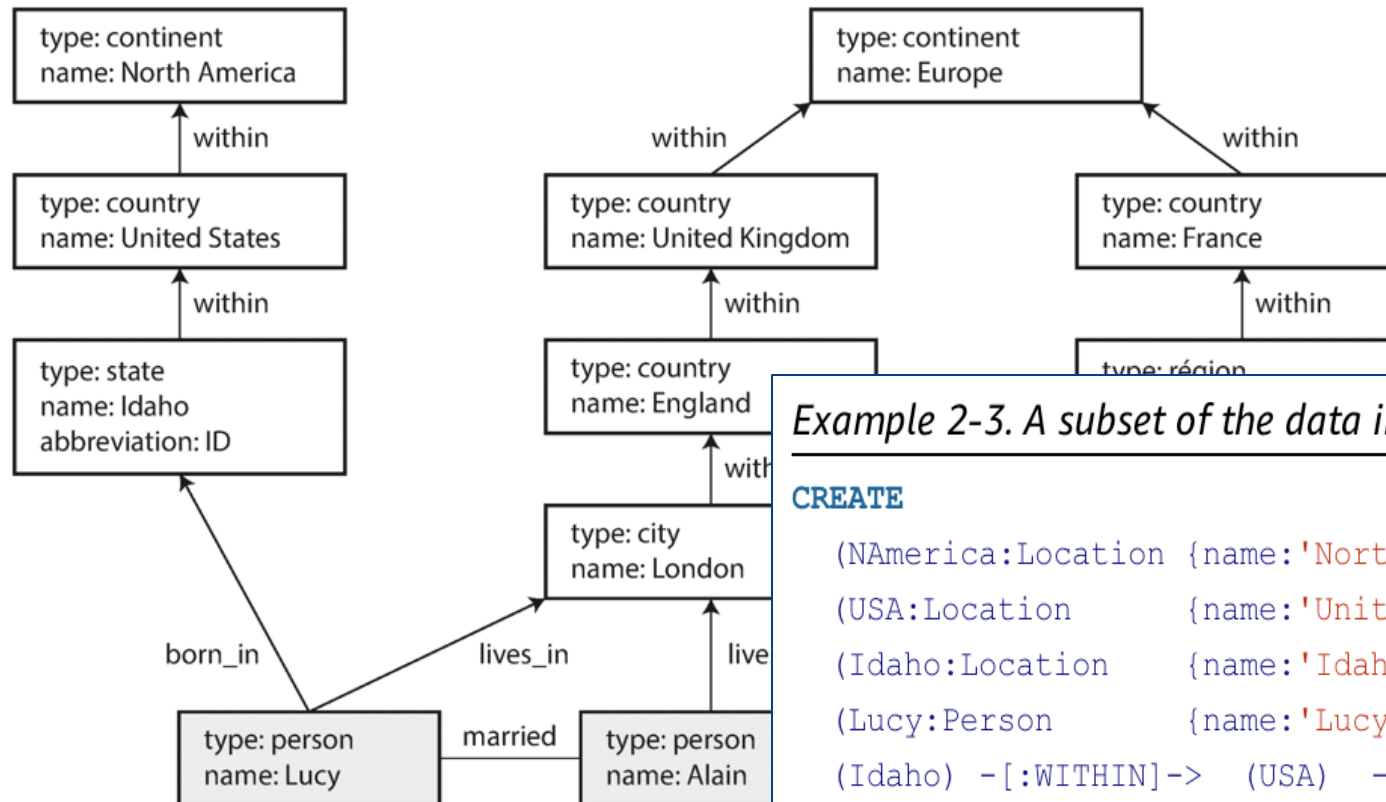 type: continent
name: North America
type: continent
name: Europe
within
within
within
type: country
name: United States
type: country
name: United Kingdom
type: country
name: France
within
within
within
type: state
name: Idaho
abbreviation: ID
type: country
name: England
type: région
Example 2-3. A subset of the data
CREATE
(NAmerica:Location {name:'Nort
(USA:Location {name:'Unit
(Idaho:Location {name:'Idah
(Lucy:Person {name:'Lucy
(Idaho) -[:WITHIN]-> (USA) -
type: city
name: London
born_in
lives_in
live
type: person
name: Lucy
married
type: person
name: Alain